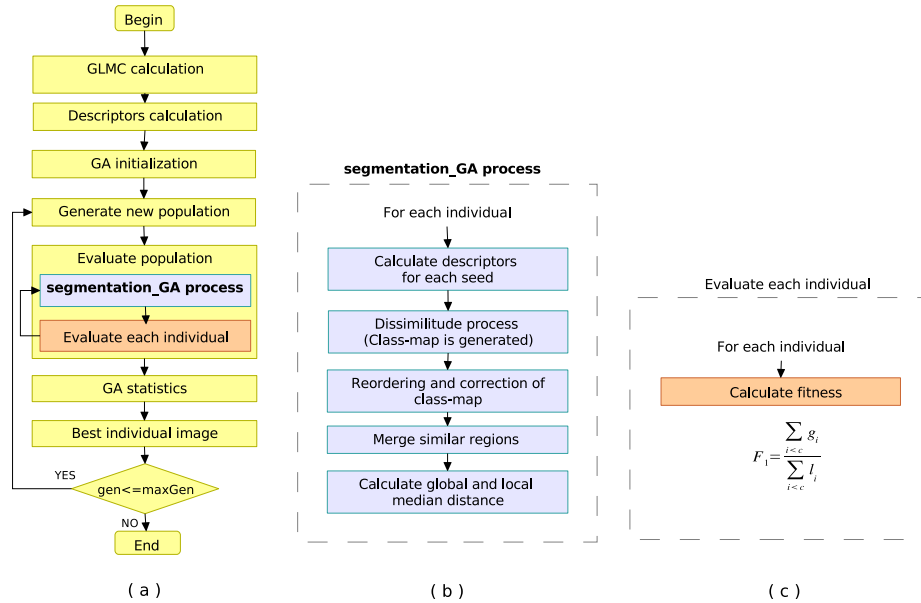 Begin
GLMC calculation
Descriptors calculation
GA initialization
Generate new population
Evaluate population
segmentation_GA process
Evaluate each individual
GA statistics
Best individual image
YES
gen<=maxGen
NO
End
( a )
segmentation_GA process
For each individual
Calculate descriptors
for each seed
Dissimilitude process
(Class-map is generated)
Reordering and correction of
class-map
Merge similar regions
Calculate global and local
median distance
( b )
Evaluate each individual
For each individual
Calculate fitness
F₁ = ∑ i<c gᵢ / ∑ i<c lᵢ
( c )